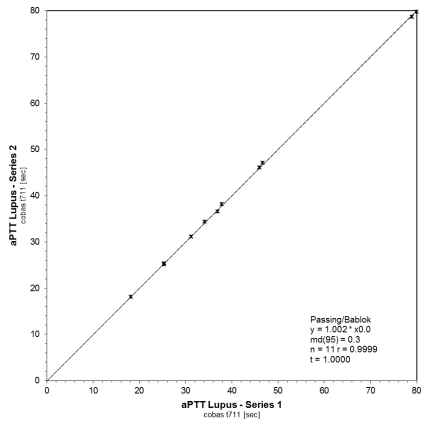 80
70
60
50
40
30
20
10
0
aPTT Lupus - Series 2
cobas t711 [sec]
Passing/Bablok
y = 1.002 * x0.0
md(95) = 0.3
n = 11 r = 0.9999
t = 1.0000
0 10 20 30 40 50 60 70 80
aPTT Lupus - Series 1
cobas t711 [sec]